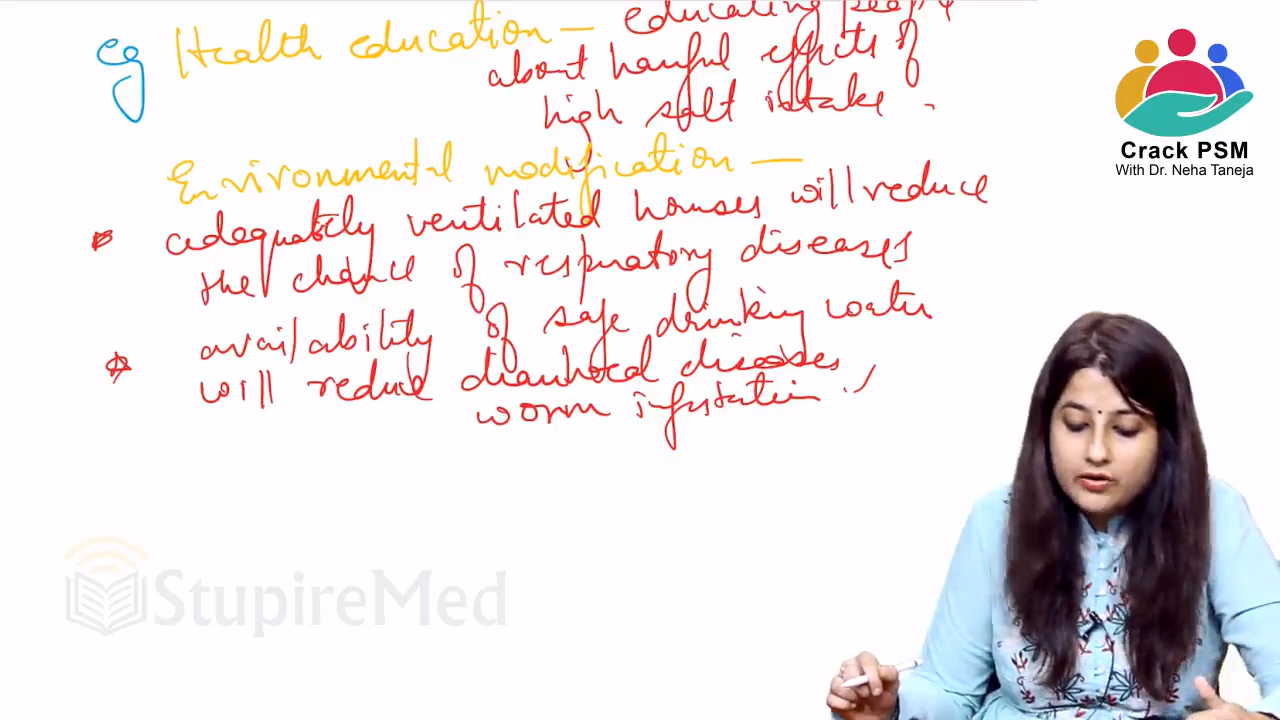 eg Health education — educating people
about harmful effects of
high salt intake .
Environmental modification —
adequately ventilated houses will reduce
the chance of respiratory diseases
availability of safe drinking water
will reduce diarrhoeal diseases
worm infestation .
Crack PSM
With Dr. Neha Taneja
StupireMed